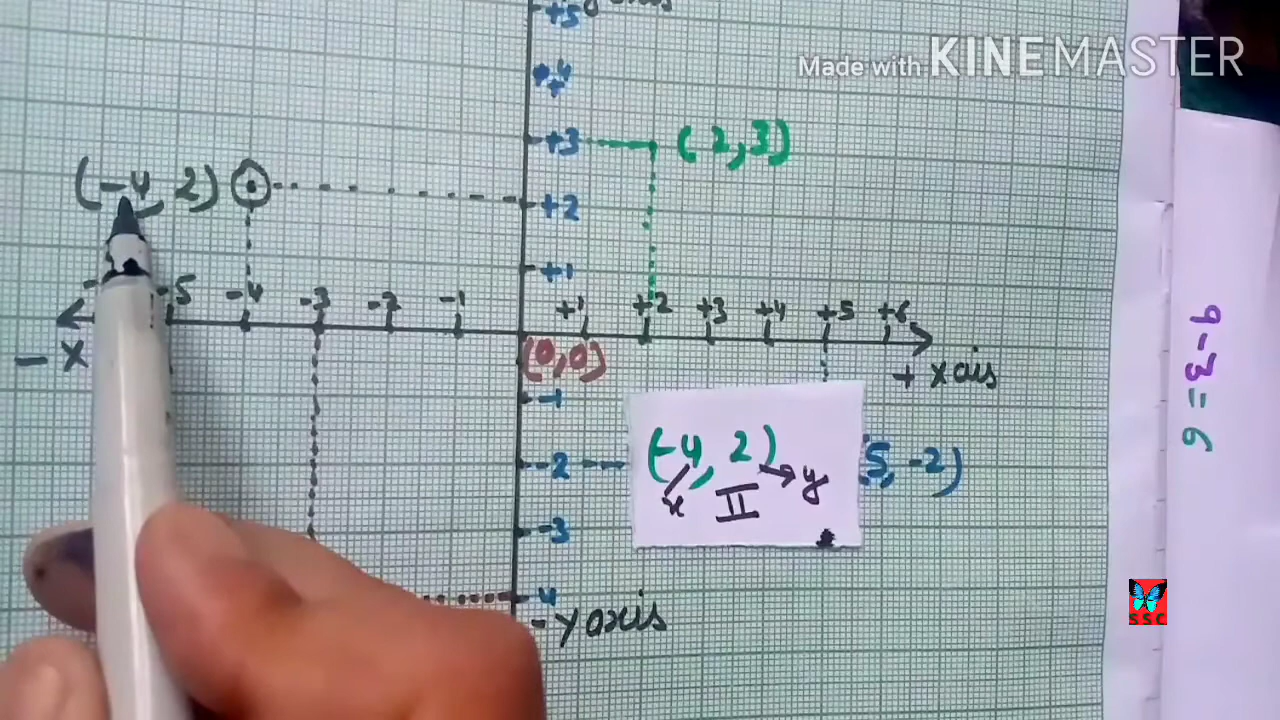 +5
Made with KINEMASTER
+4
+3 (2,3)
(-4, 2)
+2
+1
-5 -4 -3 -2 -1 +1 +2 +3 +4 +5 +6
- X (0,0) + X ais
-1
(-4, 2)
-2 5, -2)
x II y
-3
-4
- y axis
9-3=6
SSC